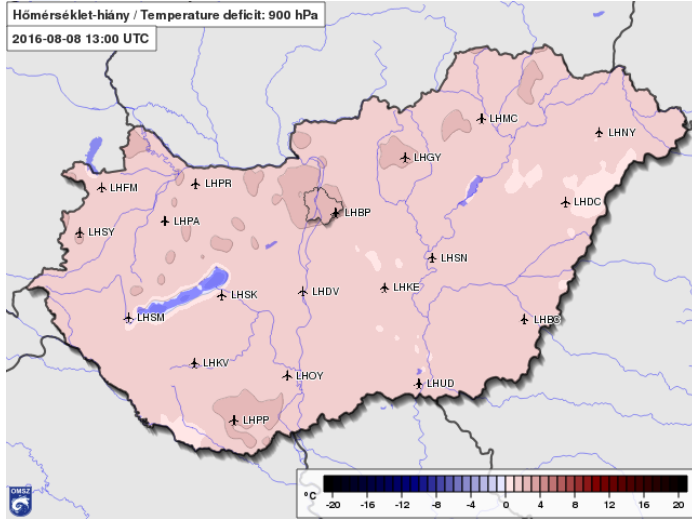 Hőmérséklet-hiány / Temperature deficit: 900 hPa
2016-08-08 13:00 UTC
LHMC
LHNY
LHGY
LHFM
LHPR
LHDC
LHPA
LHBP
LHSY
LHSN
LHSK
LHDV
LHKE
LHSM
LHBC
LHKV
LHOY
LHUD
LHPP
OMSZ
°C
-20 -16 -12 -8 -4 0 4 8 12 16 20